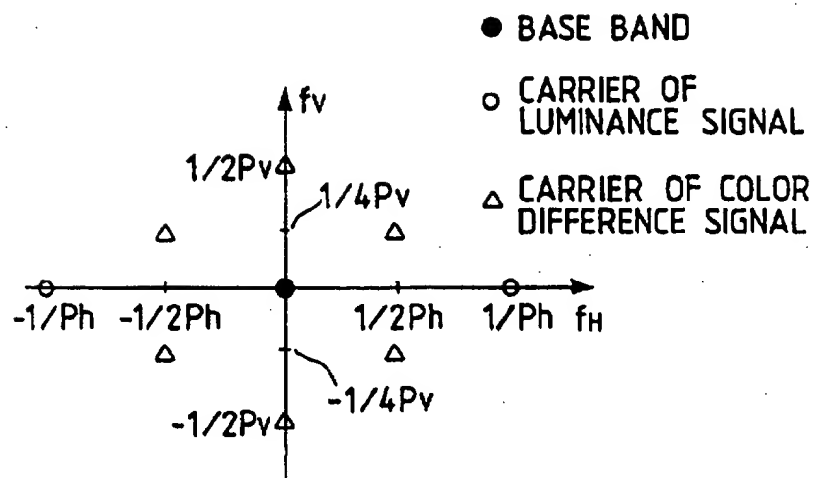 ● BASE BAND
○ CARRIER OF
LUMINANCE SIGNAL
△ CARRIER OF COLOR
DIFFERENCE SIGNAL
fV
1/2Pv
1/4Pv
-1/Ph -1/2Ph 1/2Ph 1/Ph fH
-1/4Pv
-1/2Pv